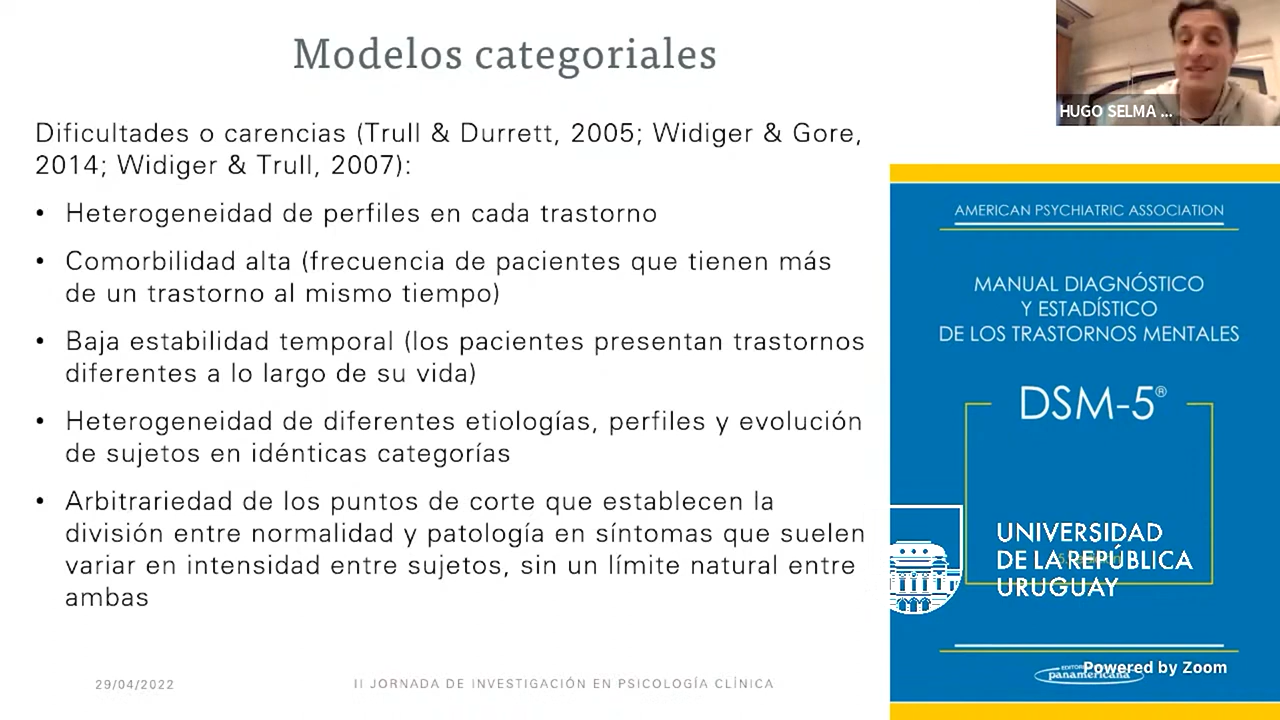 Modelos categoriales
HUGO SELMA ...
Dificultades o carencias (Trull & Durrett, 2005; Widiger & Gore,
2014; Widiger & Trull, 2007):
• Heterogeneidad de perfiles en cada trastorno
• Comorbilidad alta (frecuencia de pacientes que tienen más
de un trastorno al mismo tiempo)
• Baja estabilidad temporal (los pacientes presentan trastornos
diferentes a lo largo de su vida)
• Heterogeneidad de diferentes etiologías, perfiles y evolución
de sujetos en idénticas categorías
• Arbitrariedad de los puntos de corte que establecen la
división entre normalidad y patología en síntomas que suelen
variar en intensidad entre sujetos, sin un límite natural entre
ambas
29/04/2022
II JORNADA DE INVESTIGACIÓN EN PSICOLOGÍA CLÍNICA
AMERICAN PSYCHIATRIC ASSOCIATION
MANUAL DIAGNÓSTICO
Y ESTADÍSTICO
DE LOS TRASTORNOS MENTALES
DSM-5®
UNIVERSIDAD
DE LA REPÚBLICA
URUGUAY
panamericana
Powered by Zoom